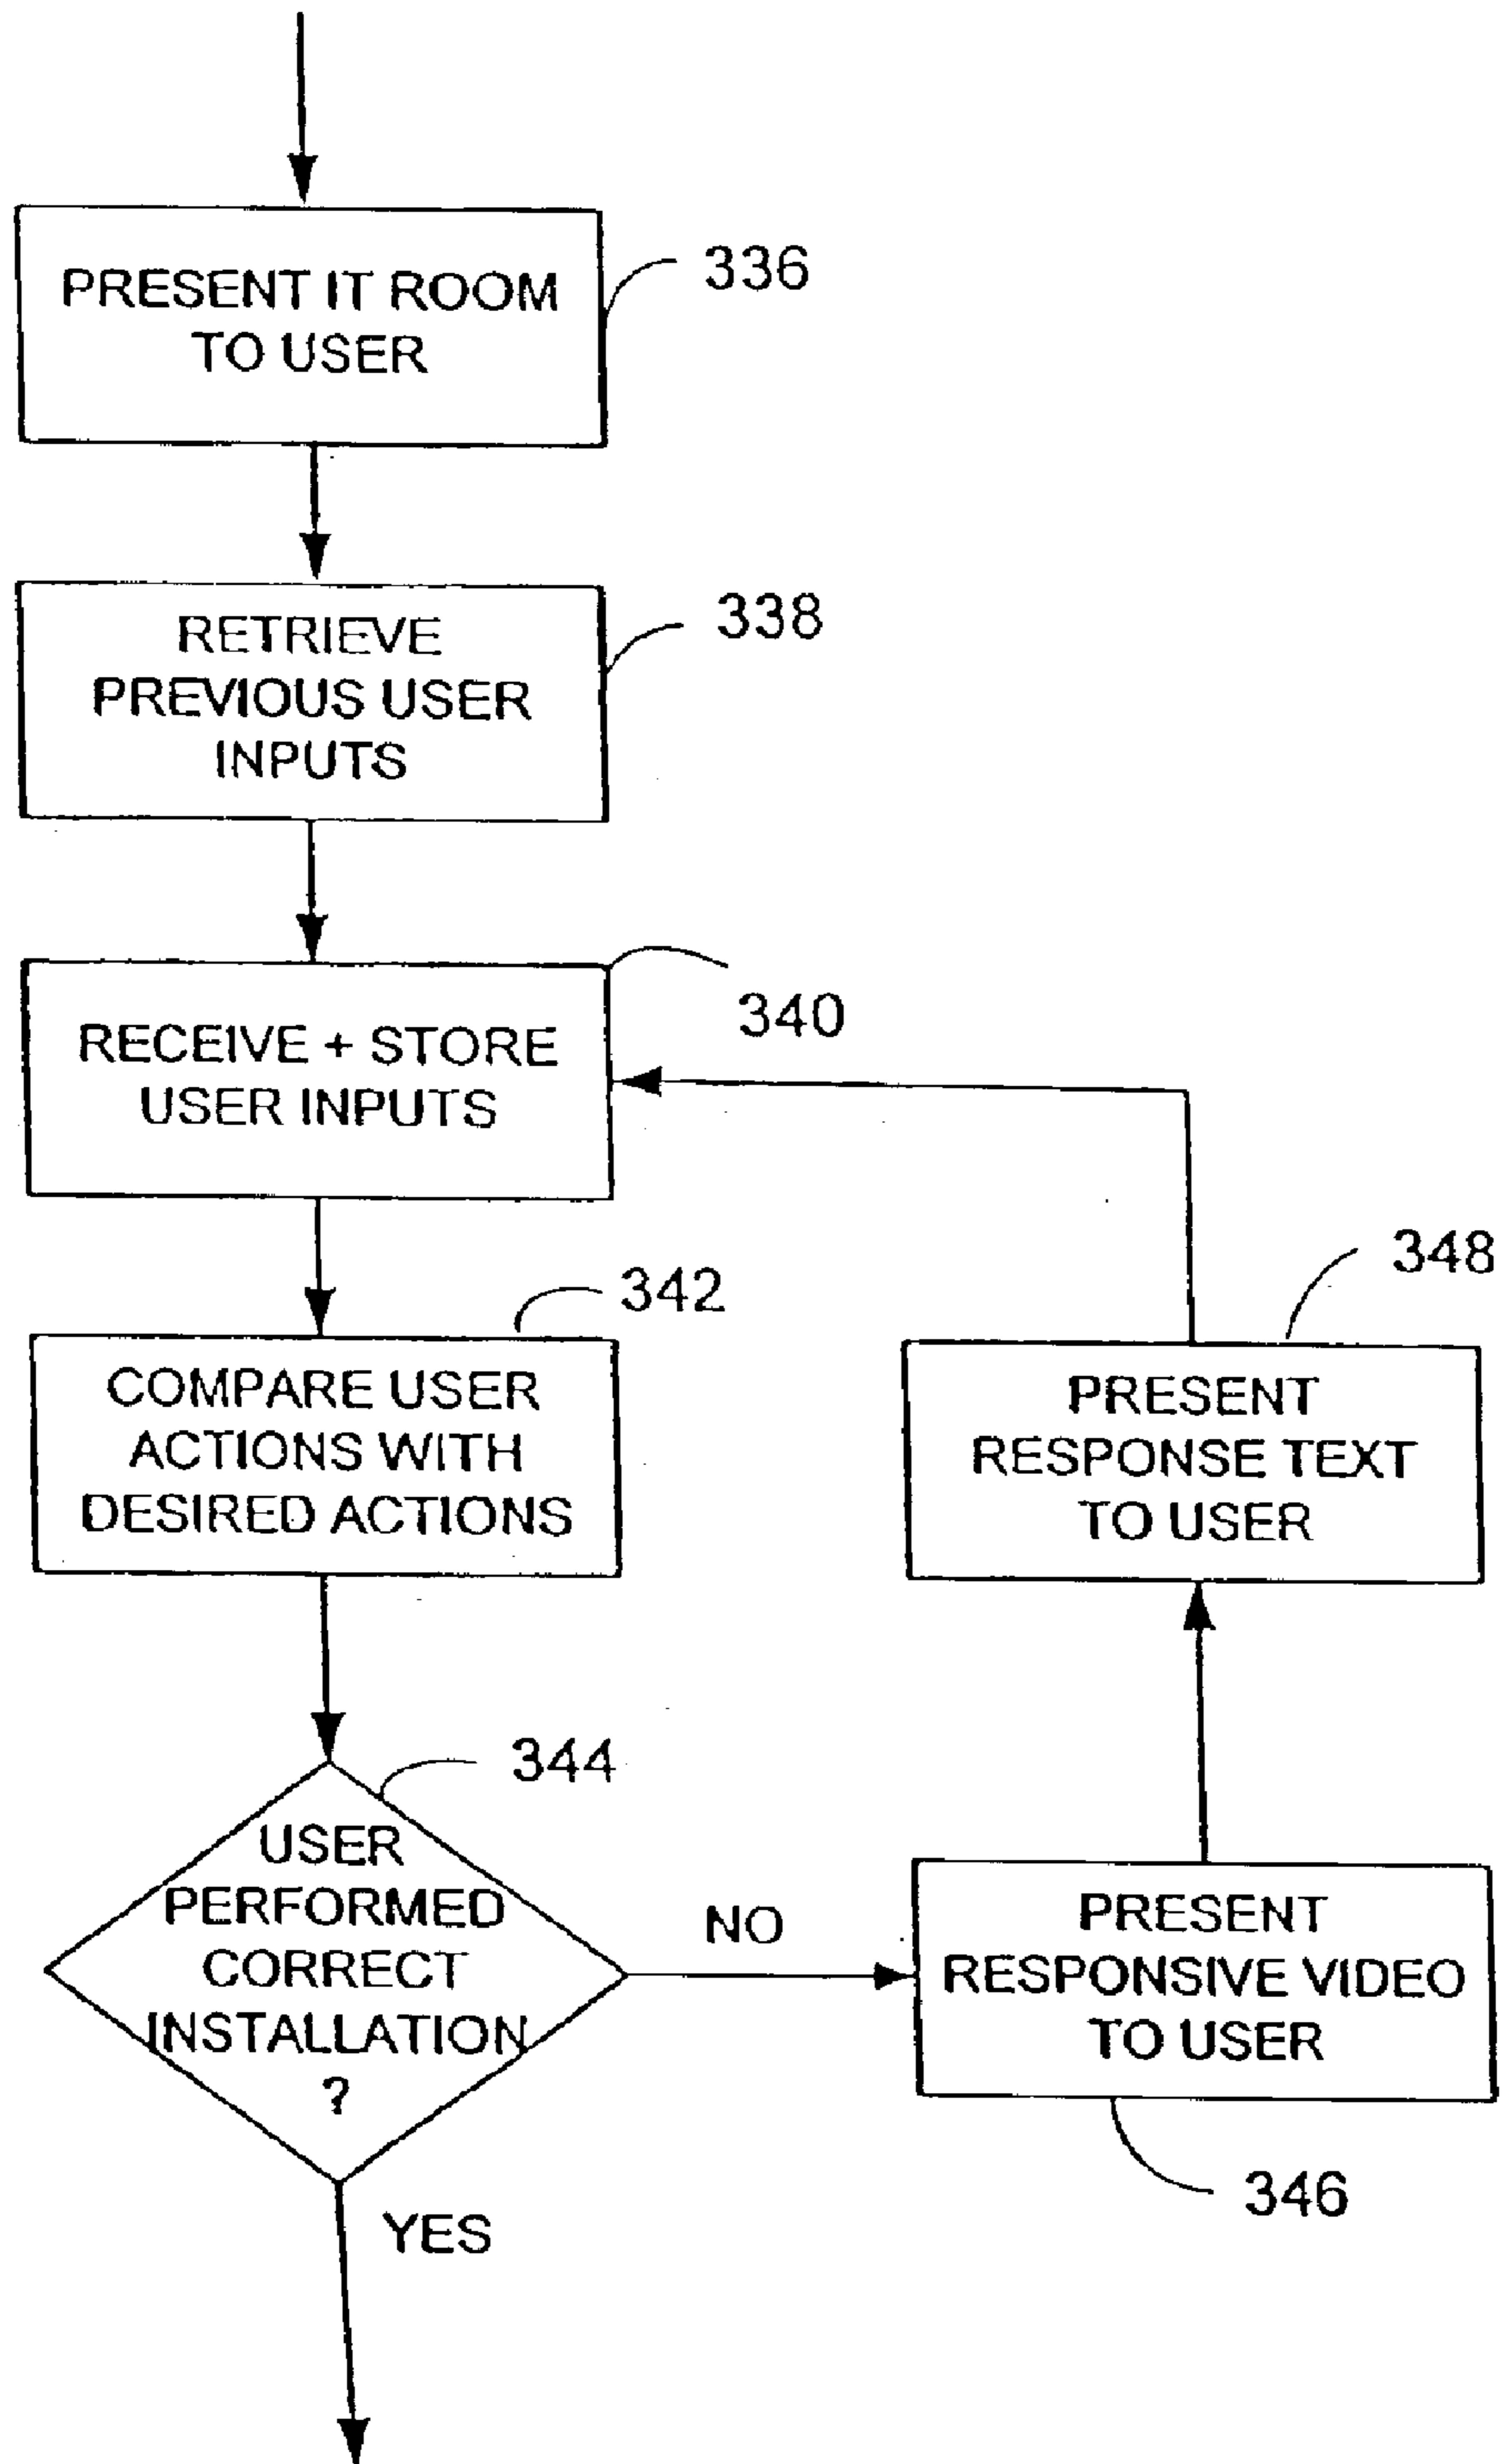 PRESENT IT ROOM
TO USER
336
RETRIEVE
PREVIOUS USER
INPUTS
338
RECEIVE + STORE
USER INPUTS
340
COMPARE USER
ACTIONS WITH
DESIRED ACTIONS
342
USER
PERFORMED
CORRECT
INSTALLATION
?
344
NO
YES
PRESENT
RESPONSIVE VIDEO
TO USER
346
PRESENT
RESPONSE TEXT
TO USER
348